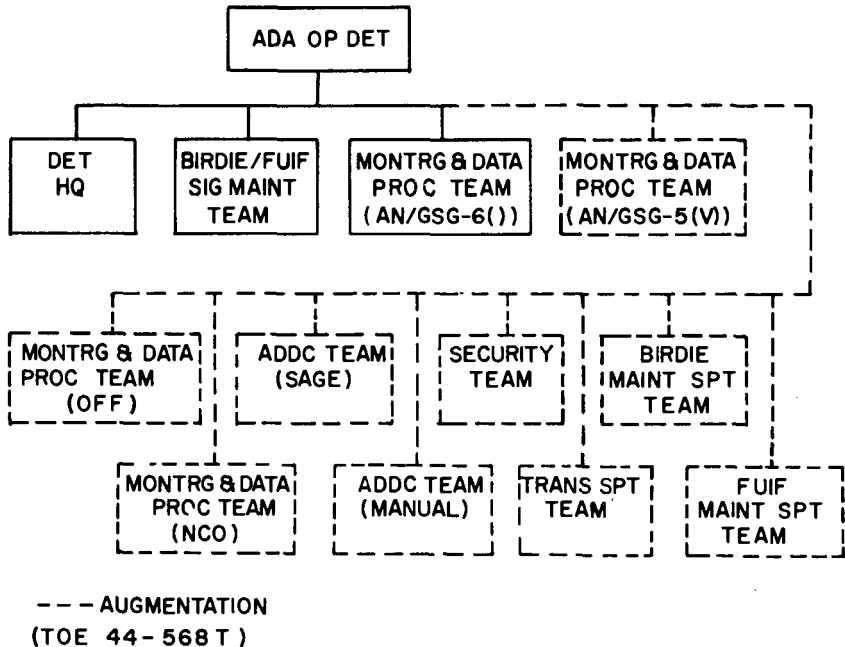 ADA OP DET
DET
HQ
BIRDIE/FUIF
SIG MAINT
TEAM
MONTRG & DATA
PROC TEAM
(AN/GSG-6())
MONTRG & DATA
PROC TEAM
(AN/GSG-5(V))
MONTRG & DATA
PROC TEAM
(OFF)
ADDC TEAM
(SAGE)
SECURITY
TEAM
BIRDIE
MAINT SPT
TEAM
MONTRG & DATA
PROC TEAM
(NCO)
ADDC TEAM
(MANUAL)
TRANS SPT
TEAM
FUIF
MAINT SPT
TEAM
--- AUGMENTATION
(TOE 44-568T)